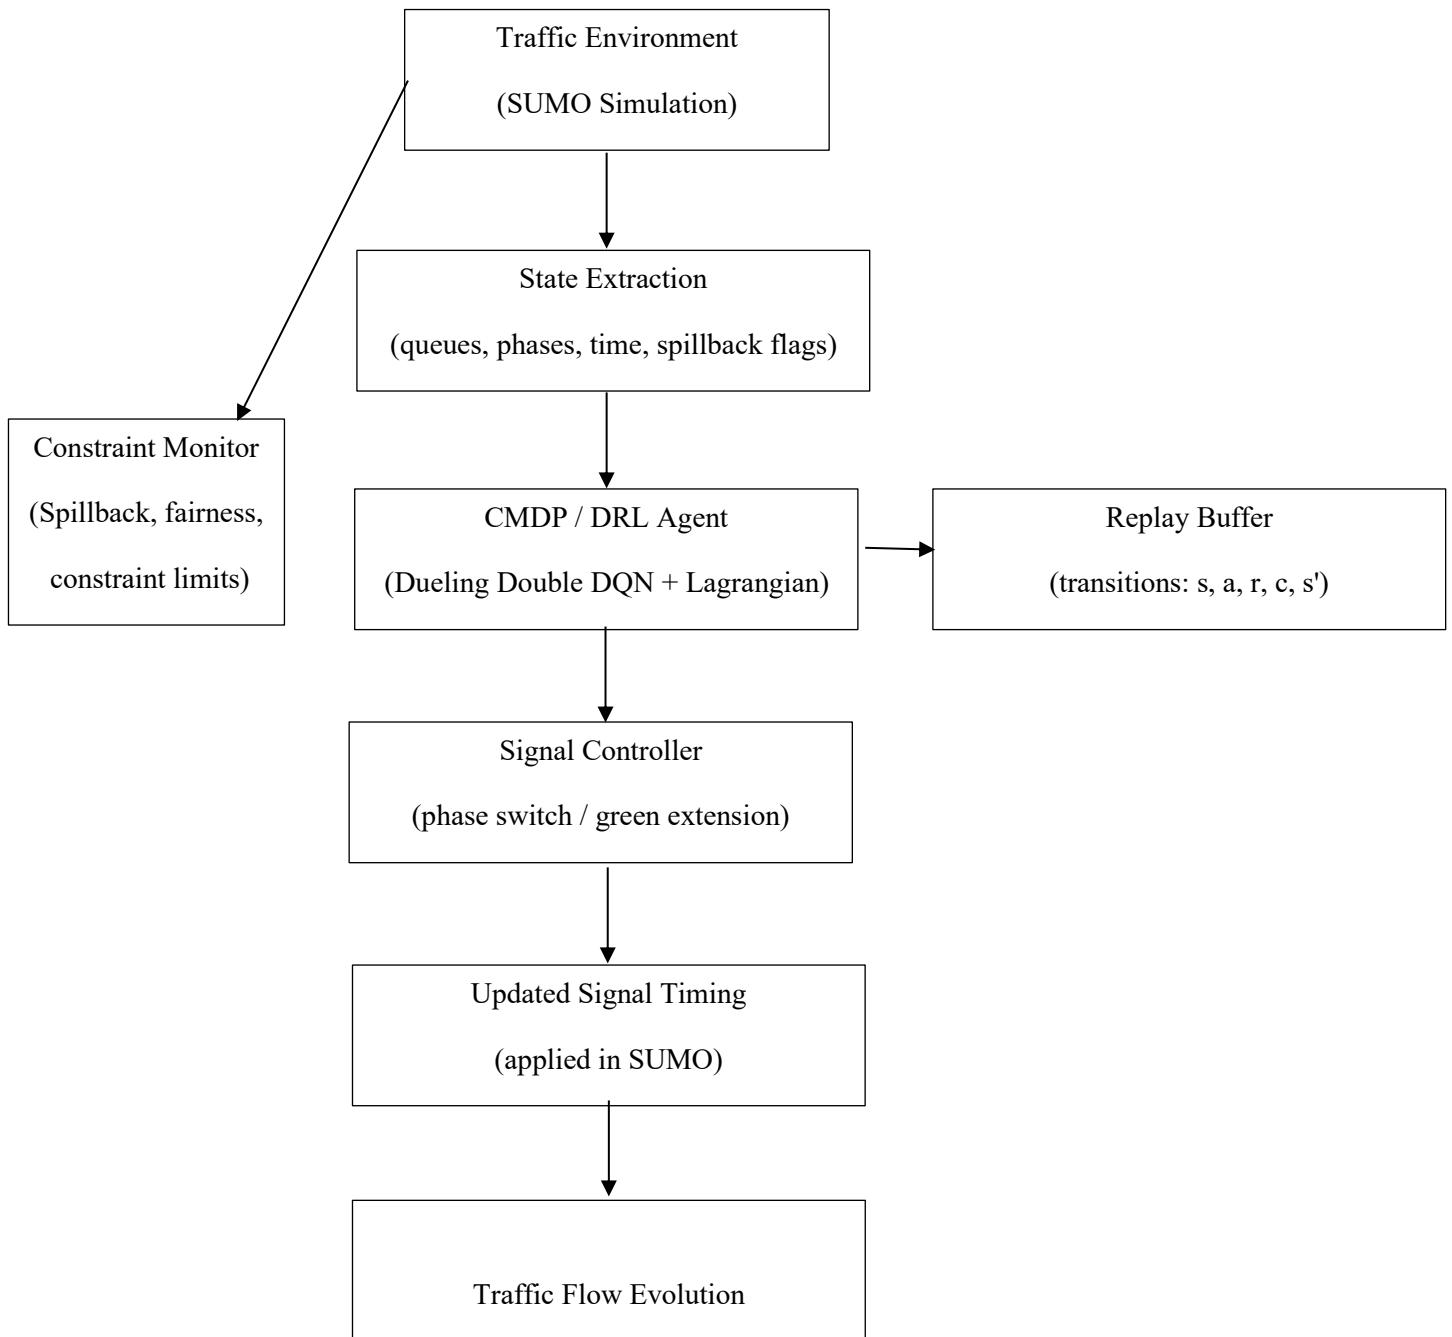 Traffic Environment
(SUMO Simulation)
State Extraction
(queues, phases, time, spillback flags)
Constraint Monitor
(Spillback, fairness,
constraint limits)
CMDP / DRL Agent
(Dueling Double DQN + Lagrangian)
Replay Buffer
(transitions: s, a, r, c, s')
Signal Controller
(phase switch / green extension)
Updated Signal Timing
(applied in SUMO)
Traffic Flow Evolution